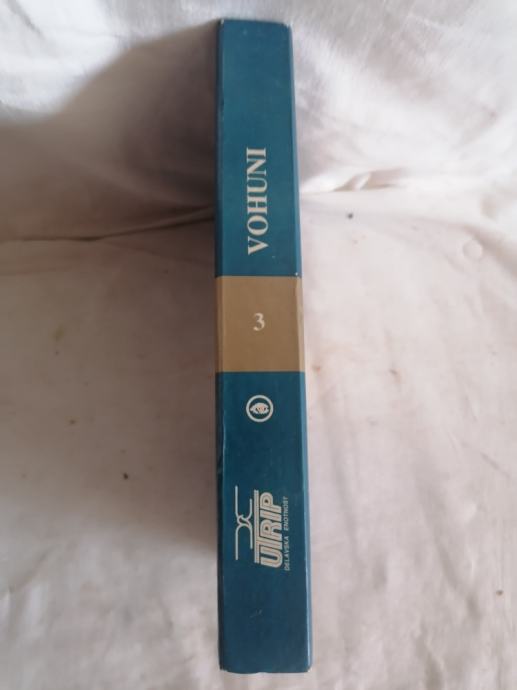 VOHUNI
3
UTRIP
DELAVSKA ENOTNOST